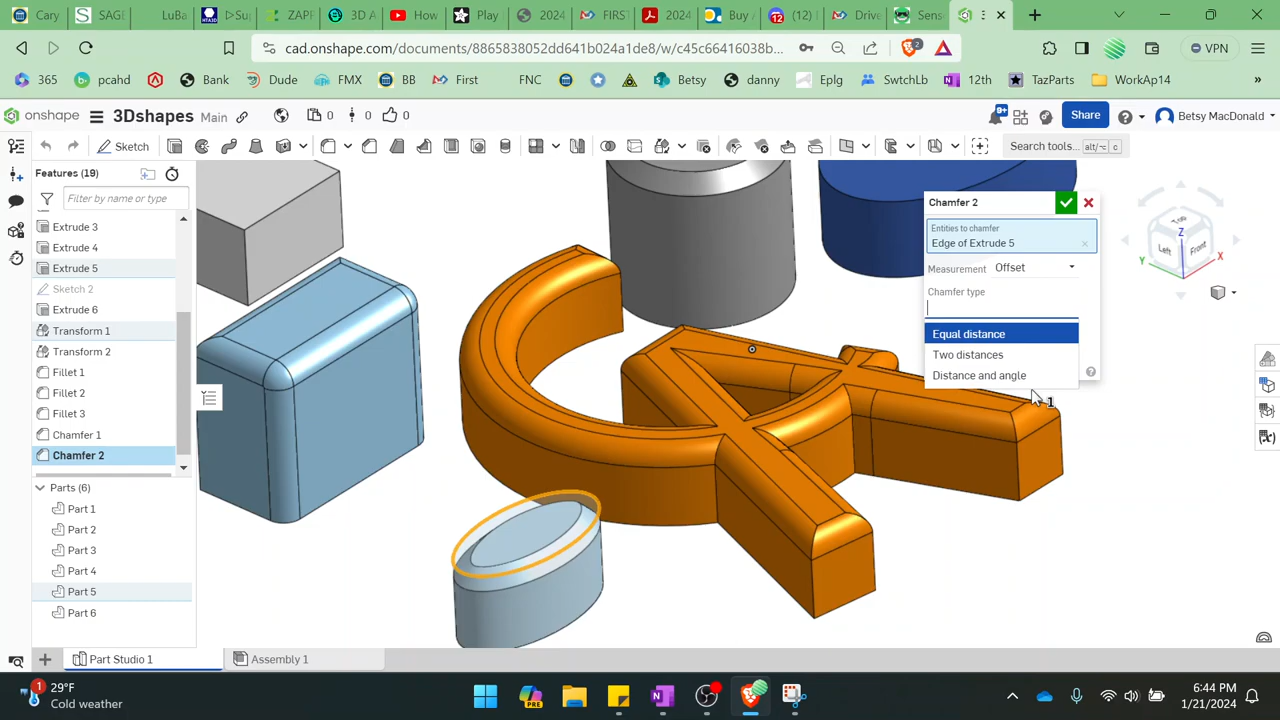 Cary
SAGE
LuBa
>Su
ZAPF
3D A
How
Play
2024
FIRST
2024
Buy
(12)
Drive
Sens
cad.onshape.com/documents/8865838052dd641b024a1de8/w/c45c66416038b...
2
VPN
365
pcahd
Bank
Dude
FMX
BB
First
FNC
Betsy
danny
Eplg
SwtchLb
12th
TazParts
WorkAp14
onshape
3Dshapes
Main
0
0
0
9+
Share
Betsy MacDonald
Sketch
Search tools...
alt/⌥
c
Features (19)
Filter by name or type
Extrude 3
Extrude 4
Extrude 5
Sketch 2
Extrude 6
Transform 1
Transform 2
Fillet 1
Fillet 2
Fillet 3
Chamfer 1
Chamfer 2
Parts (6)
Part 1
Part 2
Part 3
Part 4
Part 5
Part 6
Chamfer 2
Entities to chamfer
Edge of Extrude 5
Measurement
Offset
Chamfer type
Equal distance
Two distances
Distance and angle
1
Top
Left
Front
Z
Y
X
Part Studio 1
Assembly 1
1
29°F
Cold weather
PRE
6:44 PM
1/21/2024